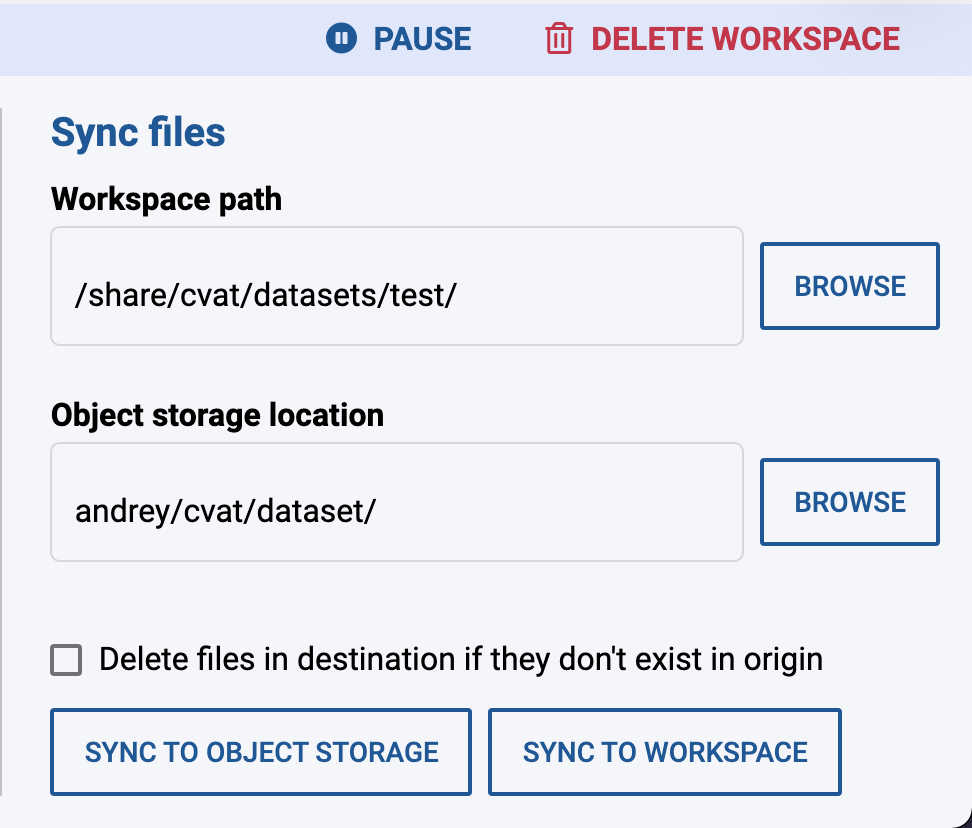 PAUSE DELETE WORKSPACE
Sync files
Workspace path
/share/cvat/datasets/test/ BROWSE
Object storage location
andrey/cvat/dataset/ BROWSE
Delete files in destination if they don't exist in origin
SYNC TO OBJECT STORAGE SYNC TO WORKSPACE